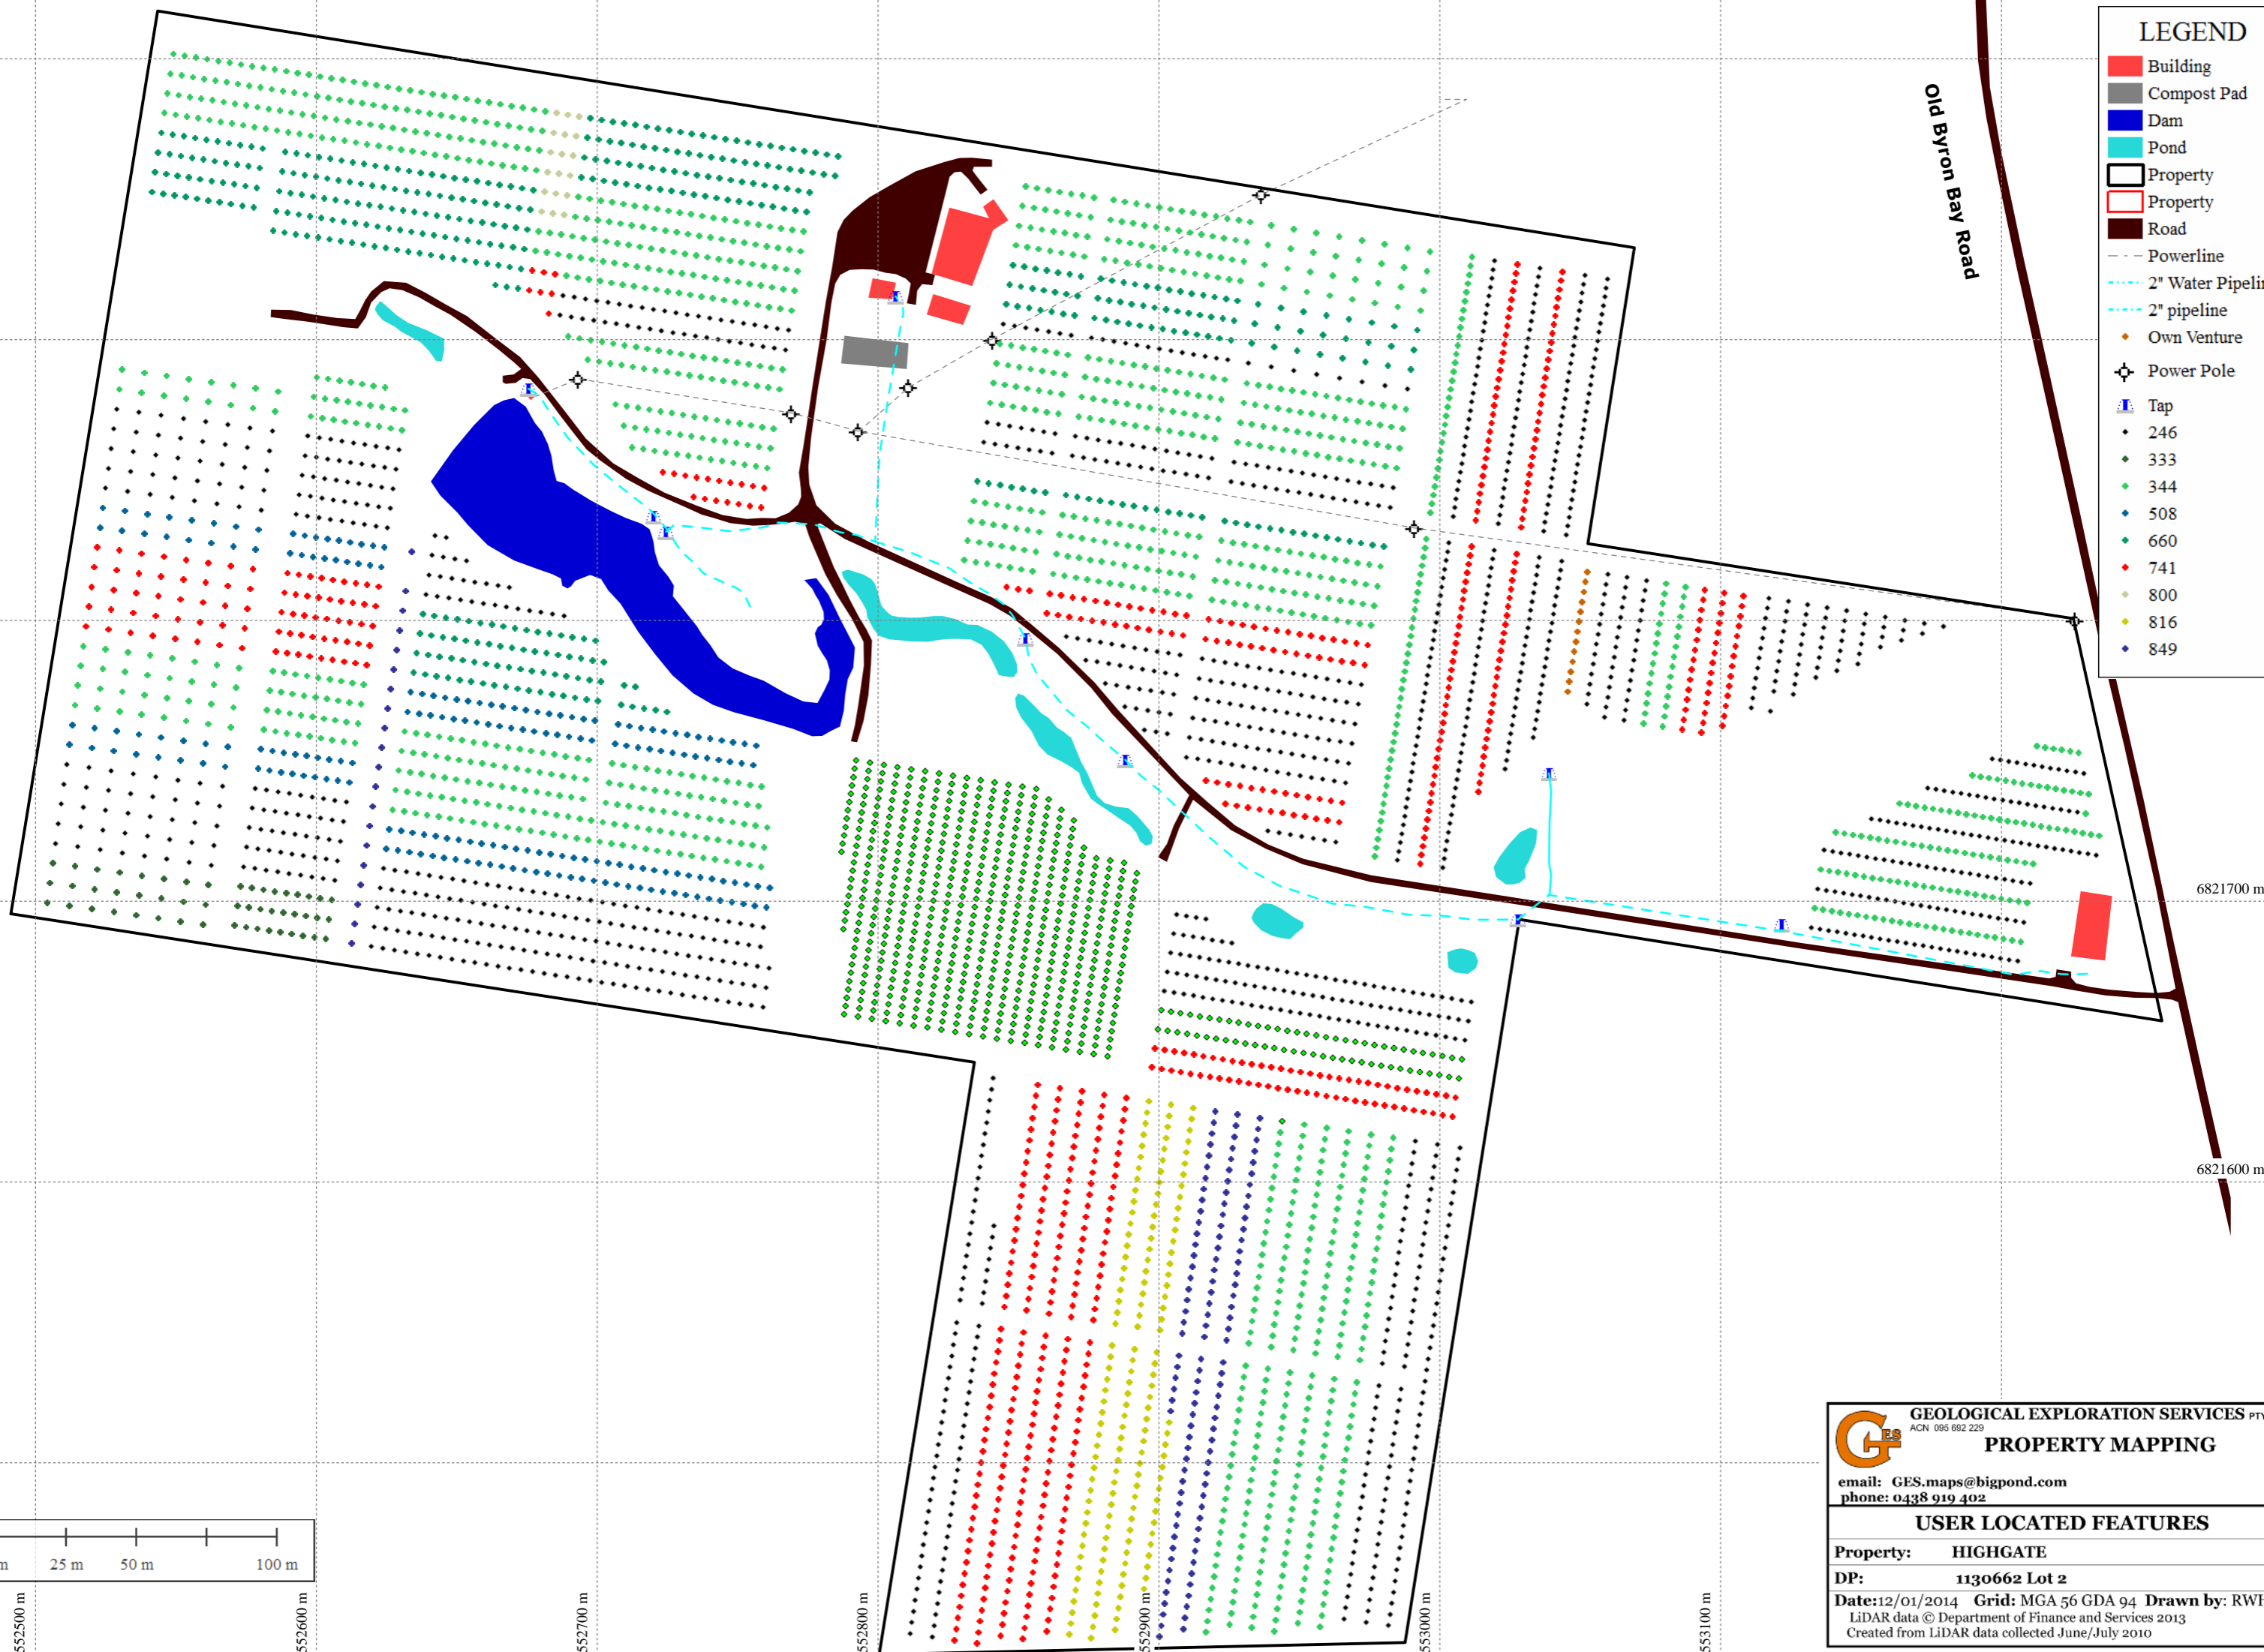 Old Byron Bay Road
LEGEND
Building
Compost Pad
Dam
Pond
Property
Property
Road
Powerline
2" Water Pipelin
2" pipeline
Own Venture
Power Pole
Tap
246
333
344
508
660
741
800
816
849
6821700 m
6821600 m
m 25 m 50 m 100 m
552500 m 552600 m 552700 m 552800 m 552900 m 553000 m 553100 m
GES
GEOLOGICAL EXPLORATION SERVICES PTY
ACN 095 692 229
PROPERTY MAPPING
email: GES.maps@bigpond.com
phone: 0438 919 402
USER LOCATED FEATURES
Property: HIGHGATE
DP: 1130662 Lot 2
Date:12/01/2014 Grid: MGA 56 GDA 94 Drawn by: RWH
LiDAR data © Department of Finance and Services 2013
Created from LiDAR data collected June/July 2010